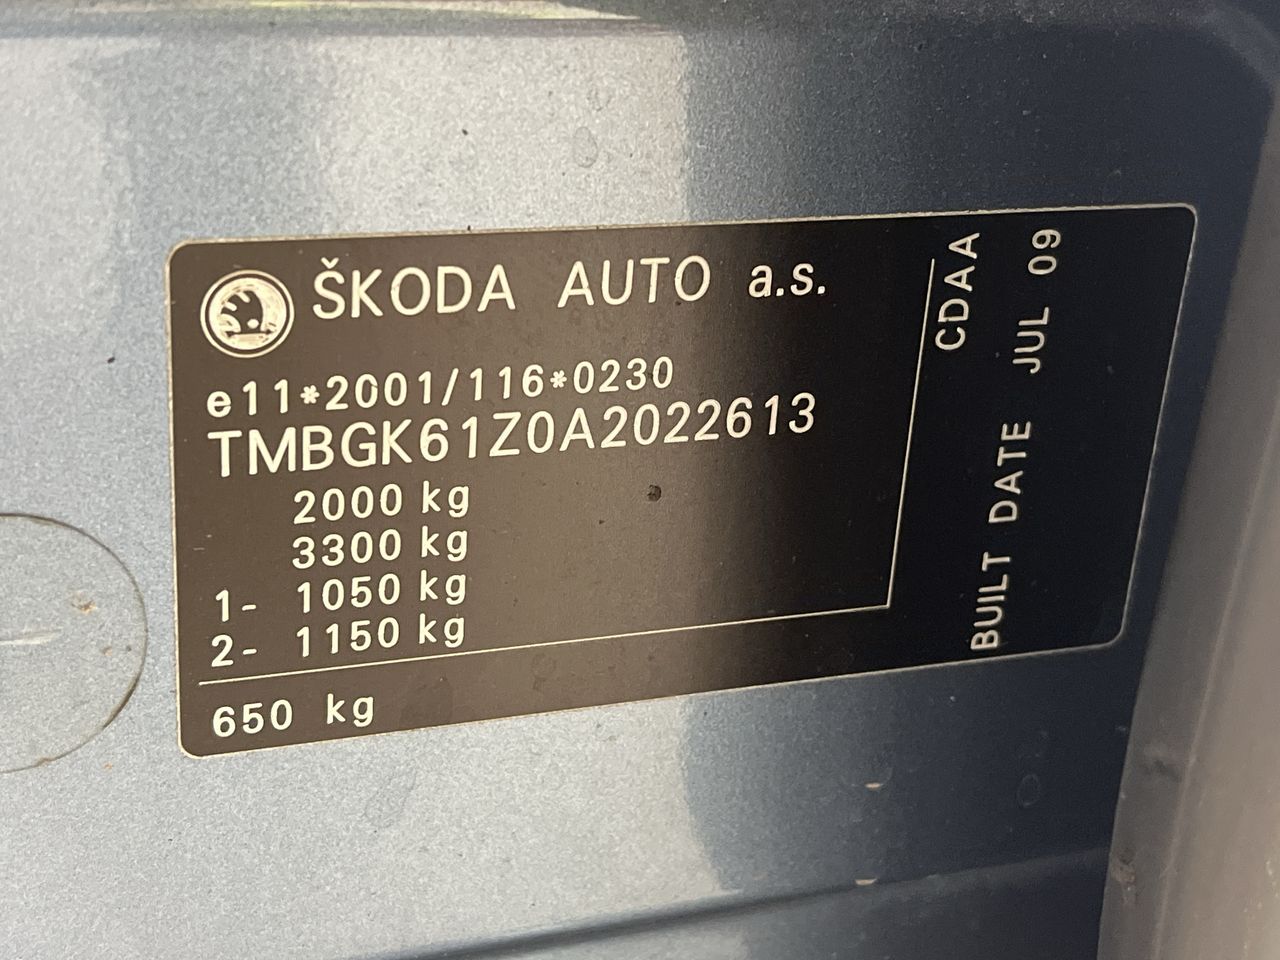 ŠKODA AUTO a.s.
e11*2001/116*0230
TMBGK61Z0A2022613
2000 kg
3300 kg
1- 1050 kg
2- 1150 kg
650 kg
CDAA
BUILT DATE JUL 09